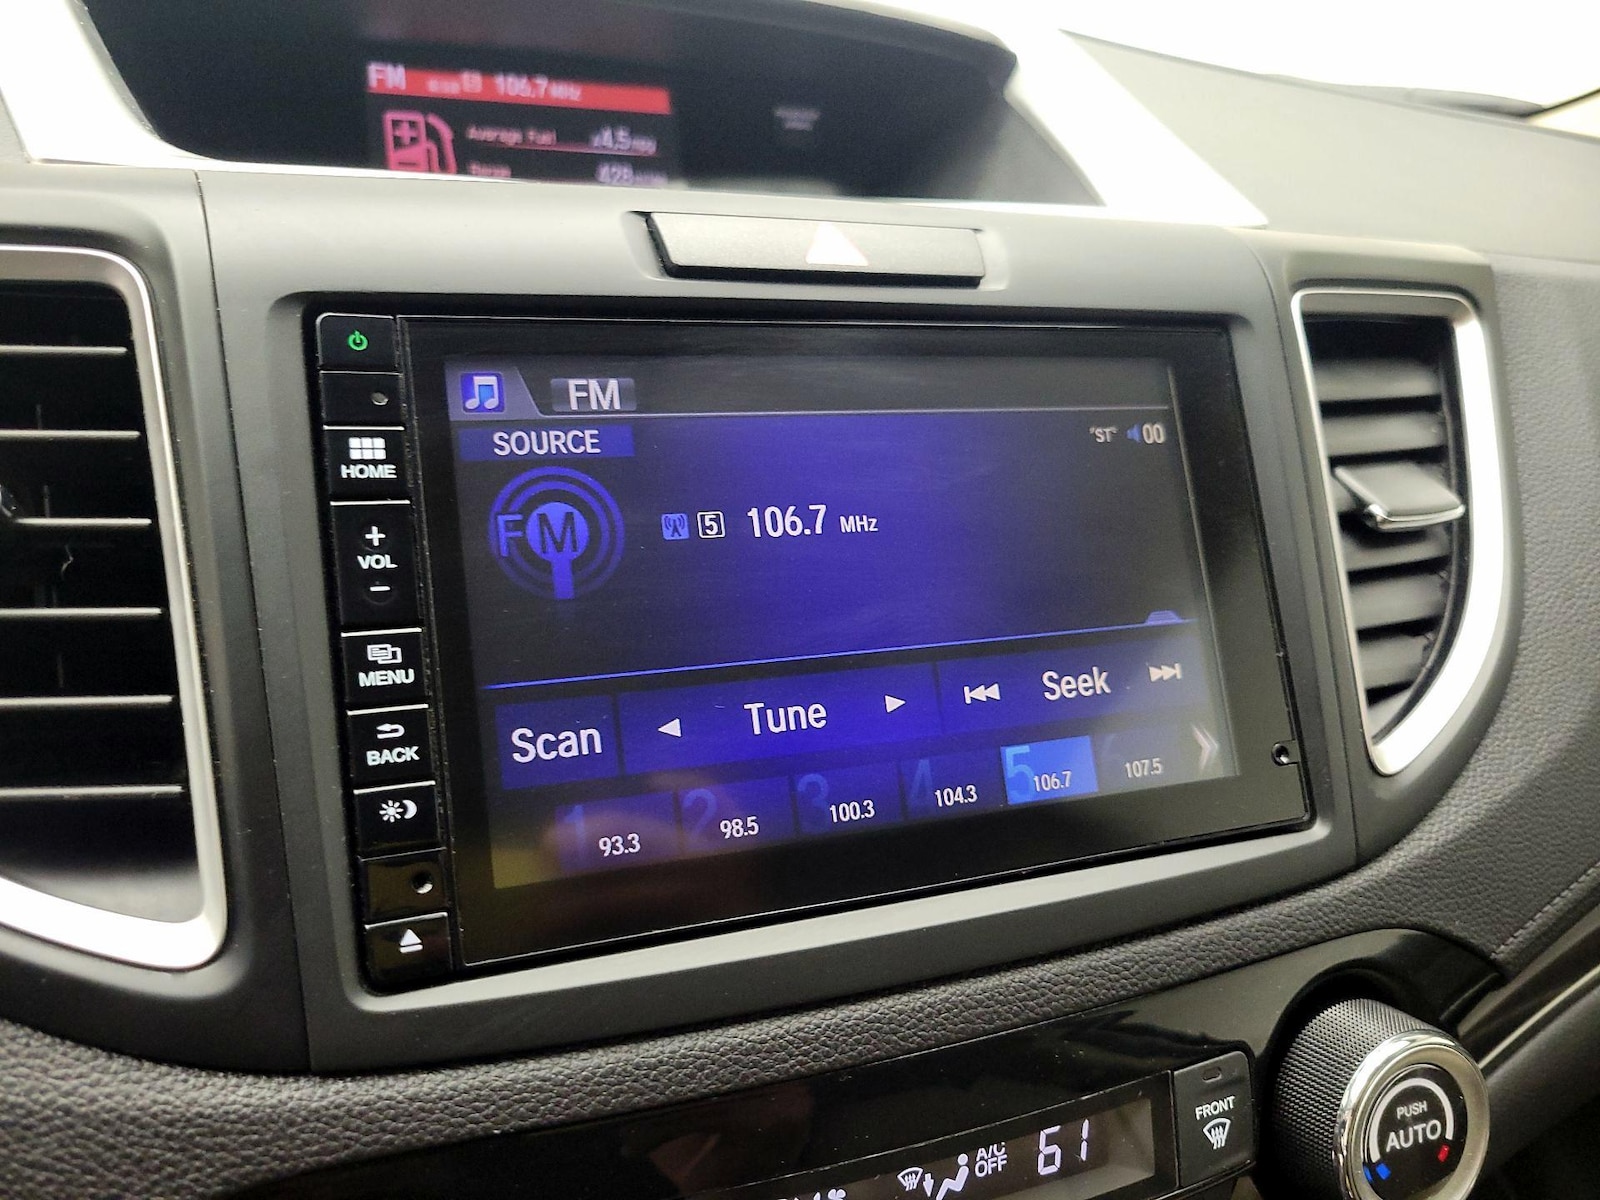 FM 106.7 MHz
Average Fuel
Range 428
FM
SOURCE
"ST" 00
FM
5 106.7 MHz
Scan
Tune
Seek
1 93.3
2 98.5
3 100.3
4 104.3
5 106.7
107.5
HOME
+
VOL
−
MENU
BACK
FRONT
A/C
OFF
61
PUSH
AUTO